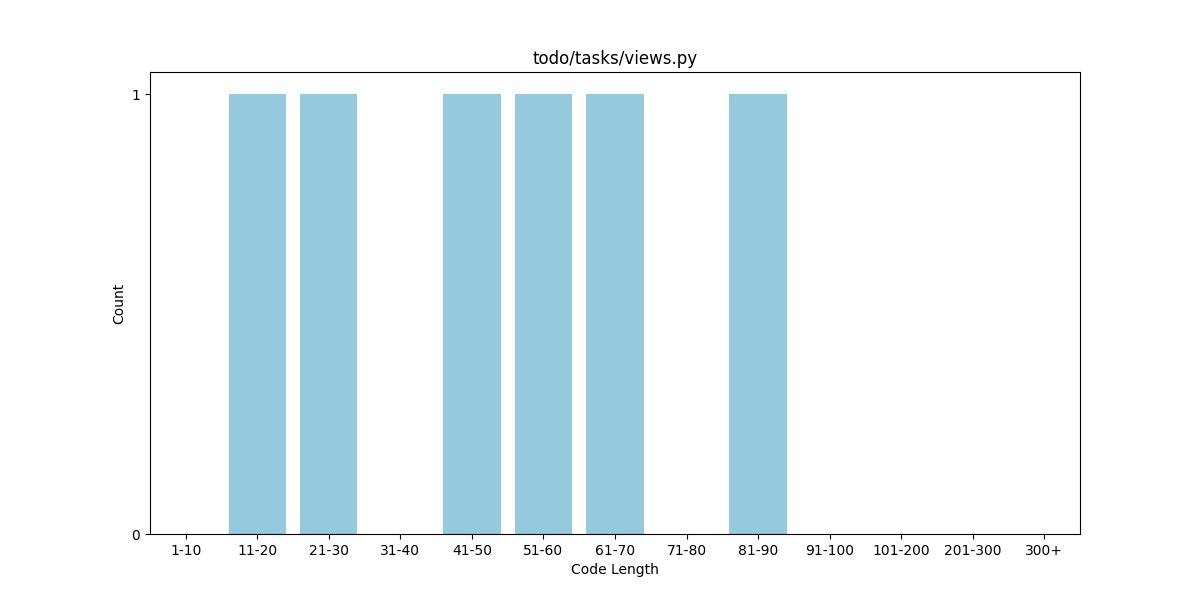 todo/tasks/views.py
1
0
Count
1-10 11-20 21-30 31-40 41-50 51-60 61-70 71-80 81-90 91-100 101-200 201-300 300+
Code Length